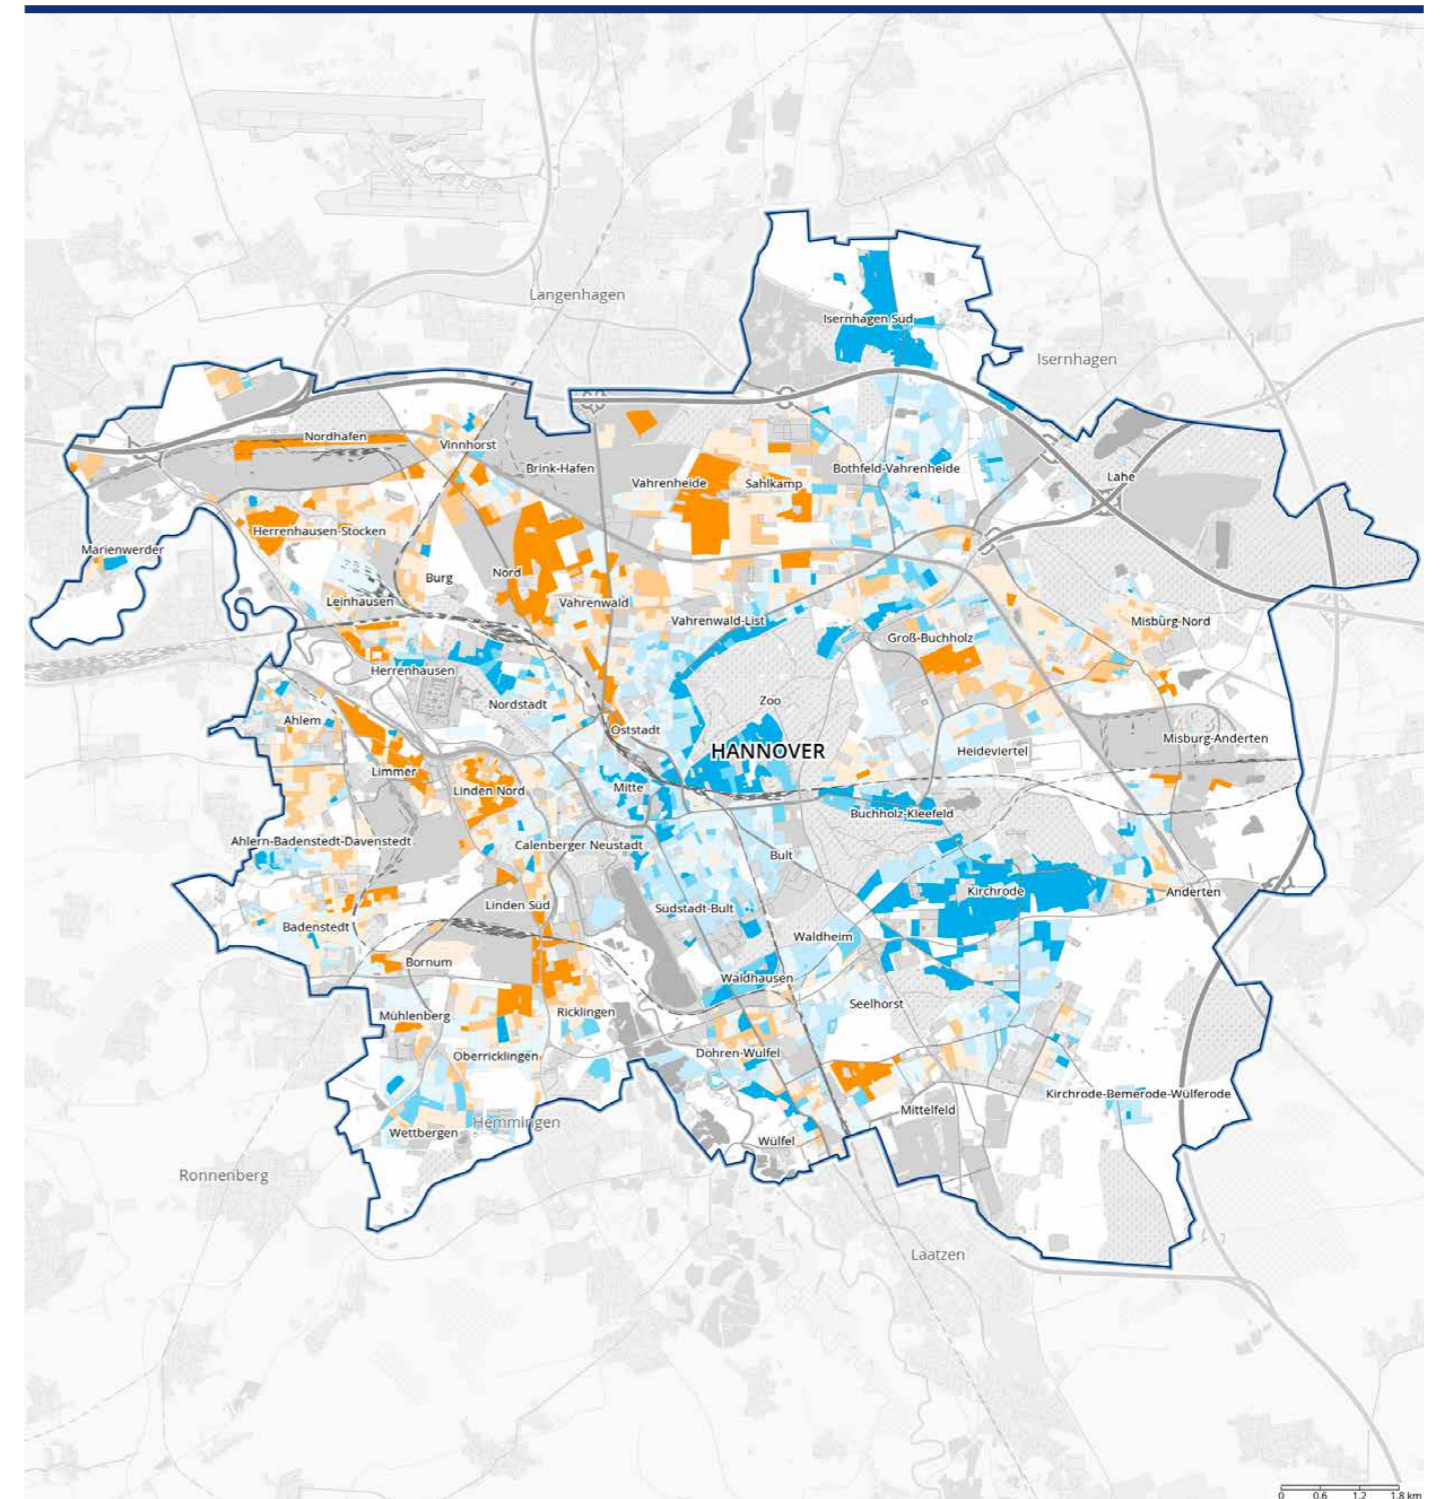 Langenhagen
Isernhagen Süd
Isernhagen
Nordhafen
Vinnhorst
Brink-Hafen
Vahrenheide
Sahlkamp
Bothfeld-Vahrenheide
Lahe
Herrenhausen-Stöcken
Marienwerder
Burg
Nord
Leinhausen
Vahrenwald
Vahrenwald-List
Groß-Buchholz
Misburg-Nord
Herrenhausen
Nordstadt
Zoo
Ahlem
Oststadt
HANNOVER
Heideviertel
Misburg-Anderten
Limmer
Linden Nord
Mitte
Buchholz-Kleefeld
Ahlern-Badenstedt-Davenstedt
Calenberger Neustadt
Bult
Kirchrode
Anderten
Linden Süd
Südstadt-Bult
Badenstedt
Waldheim
Bornum
Waldhausen
Seelhorst
Mühlenberg
Ricklingen
Oberricklingen
Döhren-Wülfel
Kirchrode-Bemerode-Wülferode
Mittelfeld
Hemmingen
Wettbergen
Wülfel
Ronnenberg
Laatzen
0 0.6 1.2 1.8 km